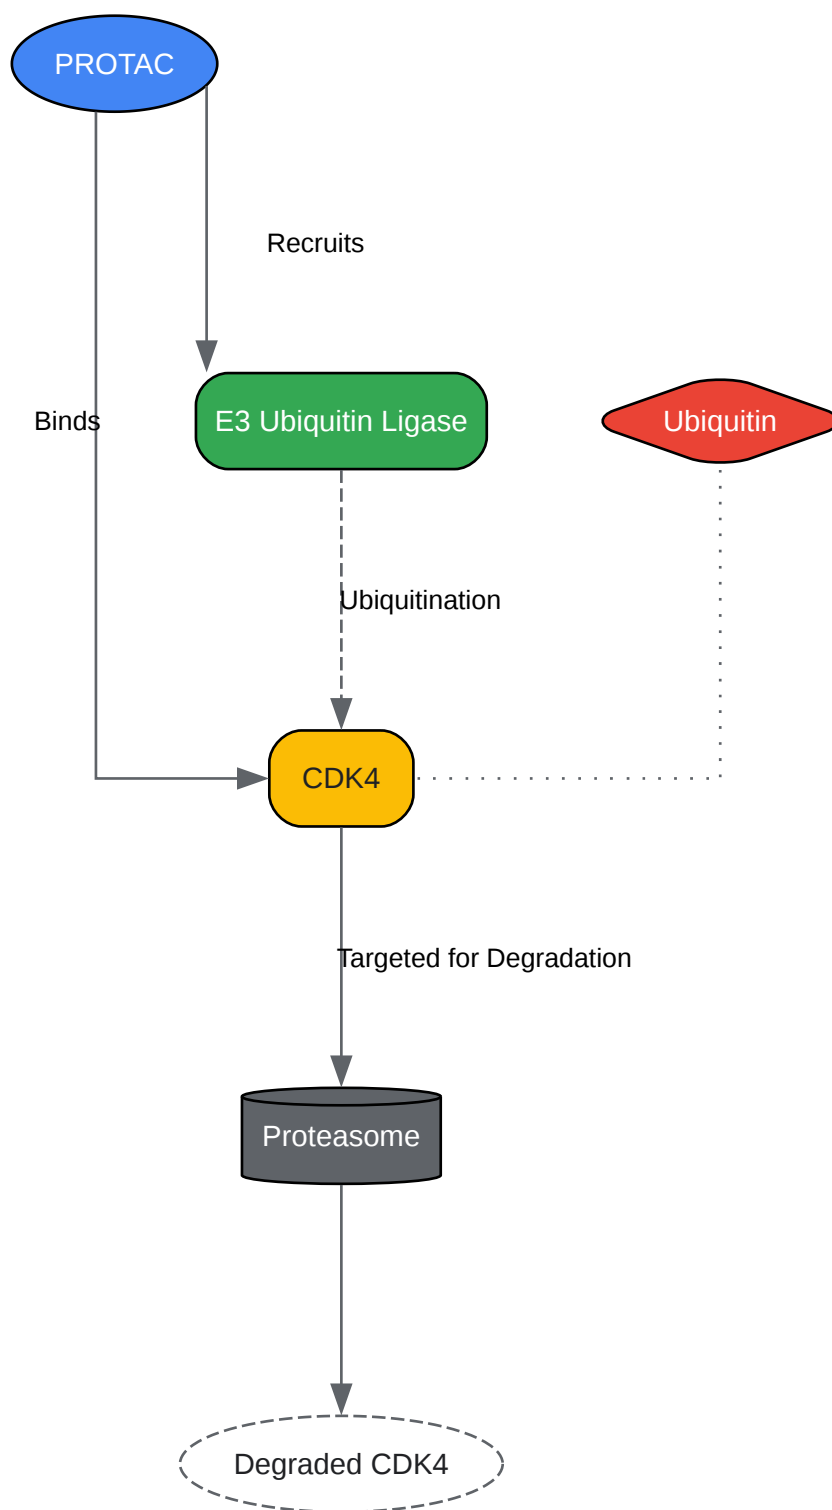 PROTAC
Recruits
Binds
E3 Ubiquitin Ligase
Ubiquitin
Ubiquitination
CDK4
Targeted for Degradation
Proteasome
Degraded CDK4